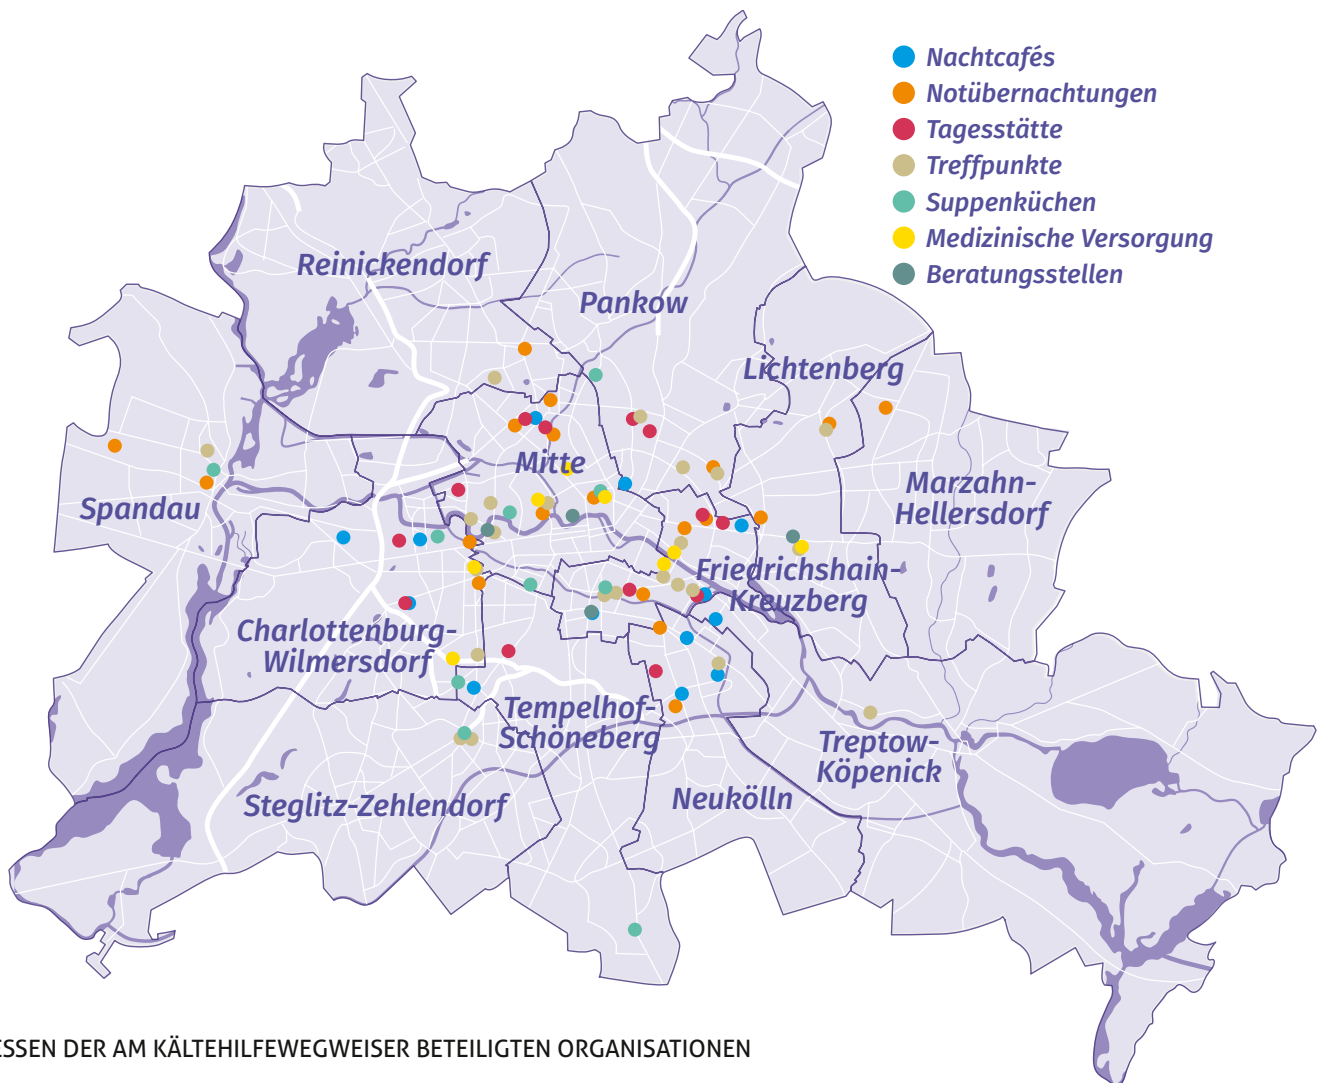 Nachtcafés
Notübernachtungen
Tagesstätte
Treffpunkte
Suppenküchen
Medizinische Versorgung
Beratungsstellen
Reinickendorf
Pankow
Lichtenberg
Mitte
Marzahn-
Hellersdorf
Spandau
Friedrichshain-
Kreuzberg
Charlottenburg-
Wilmersdorf
Tempelhof-
Schöneberg
Treptow-
Köpenick
Steglitz-Zehlendorf
Neukölln
ESSEN DER AM KÄLTEHILFEWEGWEISER BETEILIGTEN ORGANISATIONEN